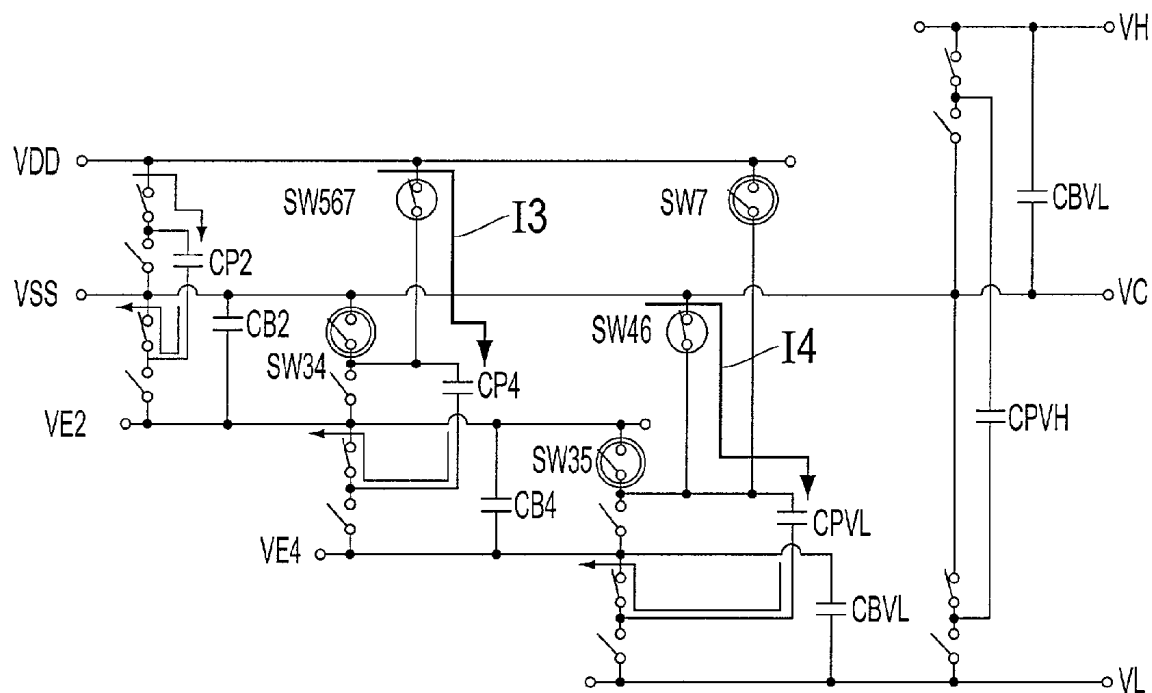 VH
VDD
SW567
I3
SW7
CBVL
CP2
VSS
VC
CB2
SW34
SW46
I4
CP4
CPVH
VE2
SW35
CB4
CPVL
VE4
CBVL
VL